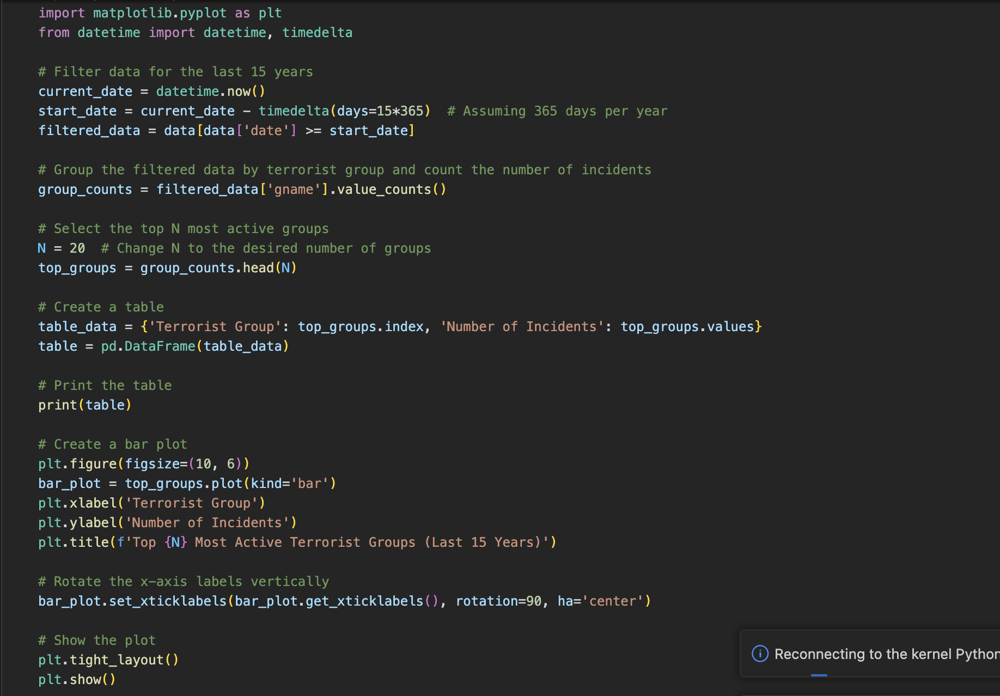 import matplotlib.pyplot as plt
from datetime import datetime, timedelta
# Filter data for the last 15 years
current_date = datetime.now()
start_date = current_date - timedelta(days=15*365)  # Assuming 365 days per year
filtered_data = data[data['date'] >= start_date]
# Group the filtered data by terrorist group and count the number of incidents
group_counts = filtered_data['gname'].value_counts()
# Select the top N most active groups
N = 20  # Change N to the desired number of groups
top_groups = group_counts.head(N)
# Create a table
table_data = {'Terrorist Group': top_groups.index, 'Number of Incidents': top_groups.values}
table = pd.DataFrame(table_data)
# Print the table
print(table)
# Create a bar plot
plt.figure(figsize=(10, 6))
bar_plot = top_groups.plot(kind='bar')
plt.xlabel('Terrorist Group')
plt.ylabel('Number of Incidents')
plt.title(f'Top {N} Most Active Terrorist Groups (Last 15 Years)')
# Rotate the x-axis labels vertically
bar_plot.set_xticklabels(bar_plot.get_xticklabels(), rotation=90, ha='center')
# Show the plot
plt.tight_layout()
plt.show()
Reconnecting to the kernel Python